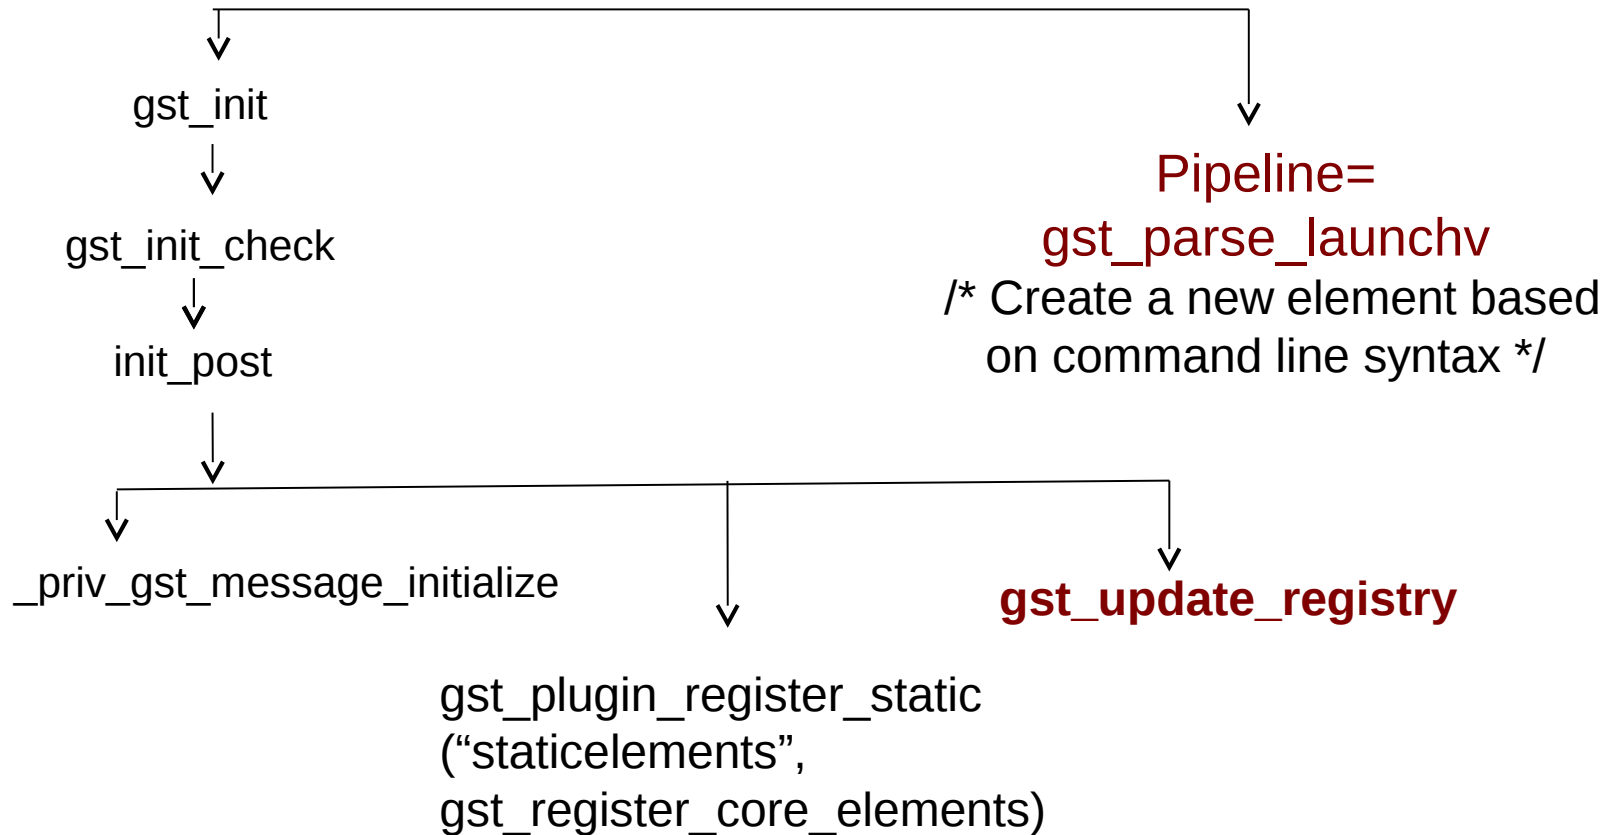 gst_init
gst_init_check
init_post
Pipeline=
gst_parse_launchv
/* Create a new element based
on command line syntax */
_priv_gst_message_initialize
gst_update_registry
gst_plugin_register_static
(“staticelements”,
gst_register_core_elements)